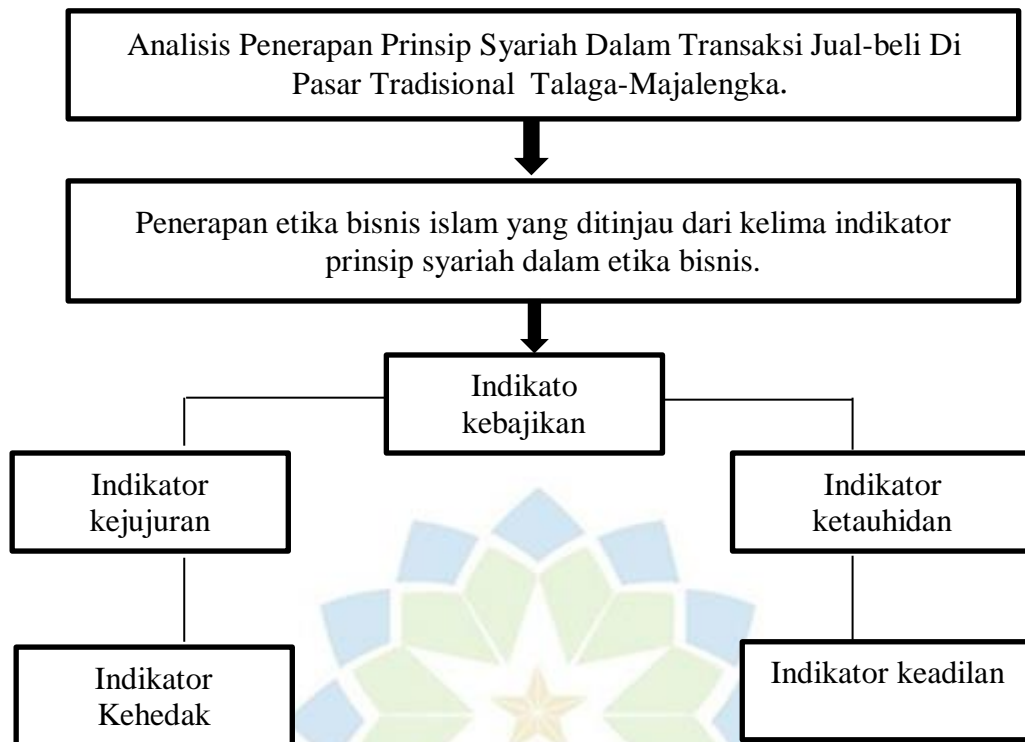 Analisis Penerapan Prinsip Syariah Dalam Transaksi Jual-beli Di
Pasar Tradisional Talaga-Majalengka.
Penerapan etika bisnis islam yang ditinjau dari kelima indikator
prinsip syariah dalam etika bisnis.
Indikato
kebajikan
Indikator
kejujuran
Indikator
ketauhidan
Indikator
Kehedak
Indikator keadilan